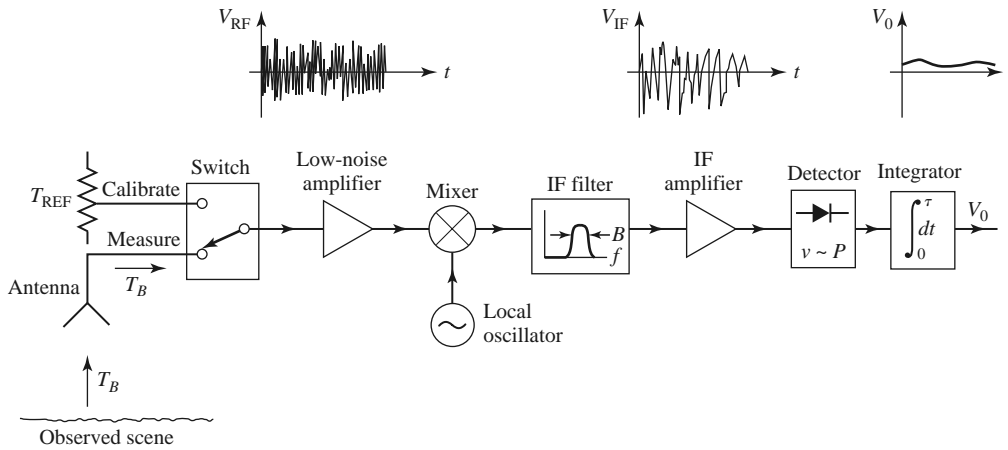 V_RF
t
V_IF
t
V_0
Switch
Low-noise
amplifier
Mixer
IF filter
IF
amplifier
Detector
Integrator
T_REF
Calibrate
Measure
T_B
Antenna
B
f
v ~ P
τ
∫ dt
0
V_0
Local
oscillator
T_B
Observed scene